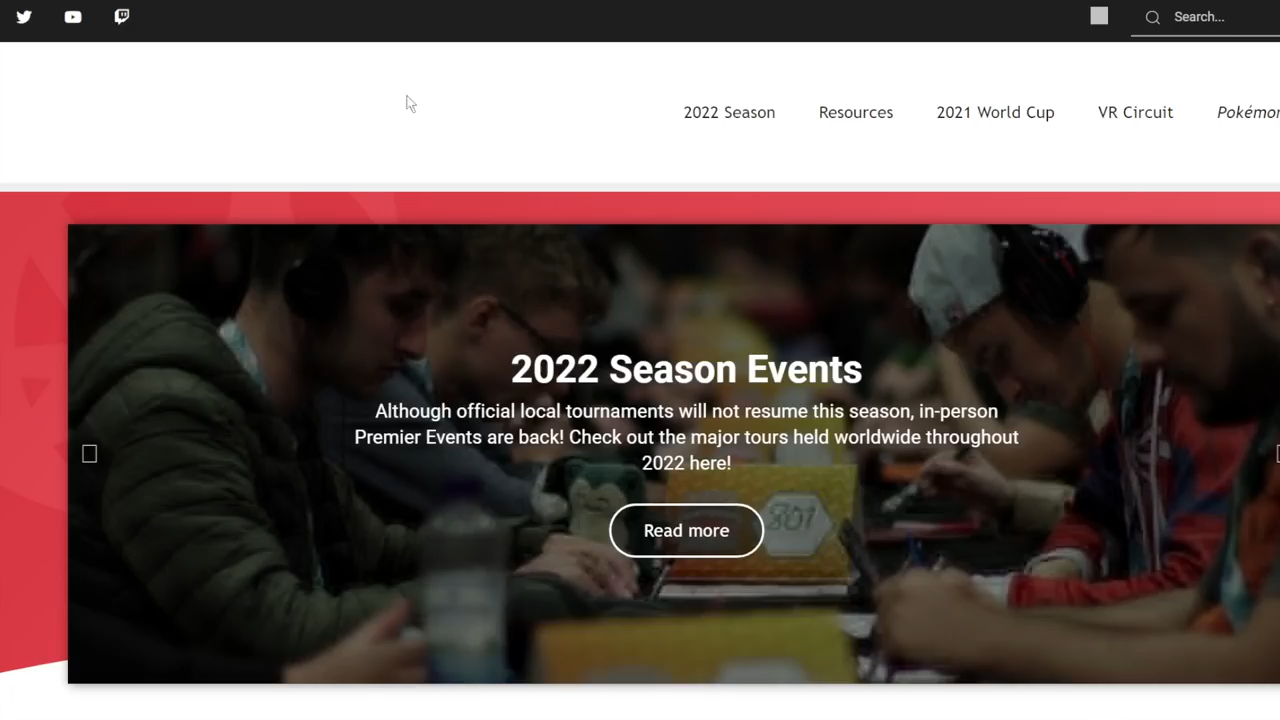 Search...
2022 Season
Resources
2021 World Cup
VR Circuit
Pokémon
2022 Season Events
Although official local tournaments will not resume this season, in-person
Premier Events are back! Check out the major tours held worldwide throughout
2022 here!
801
Read more